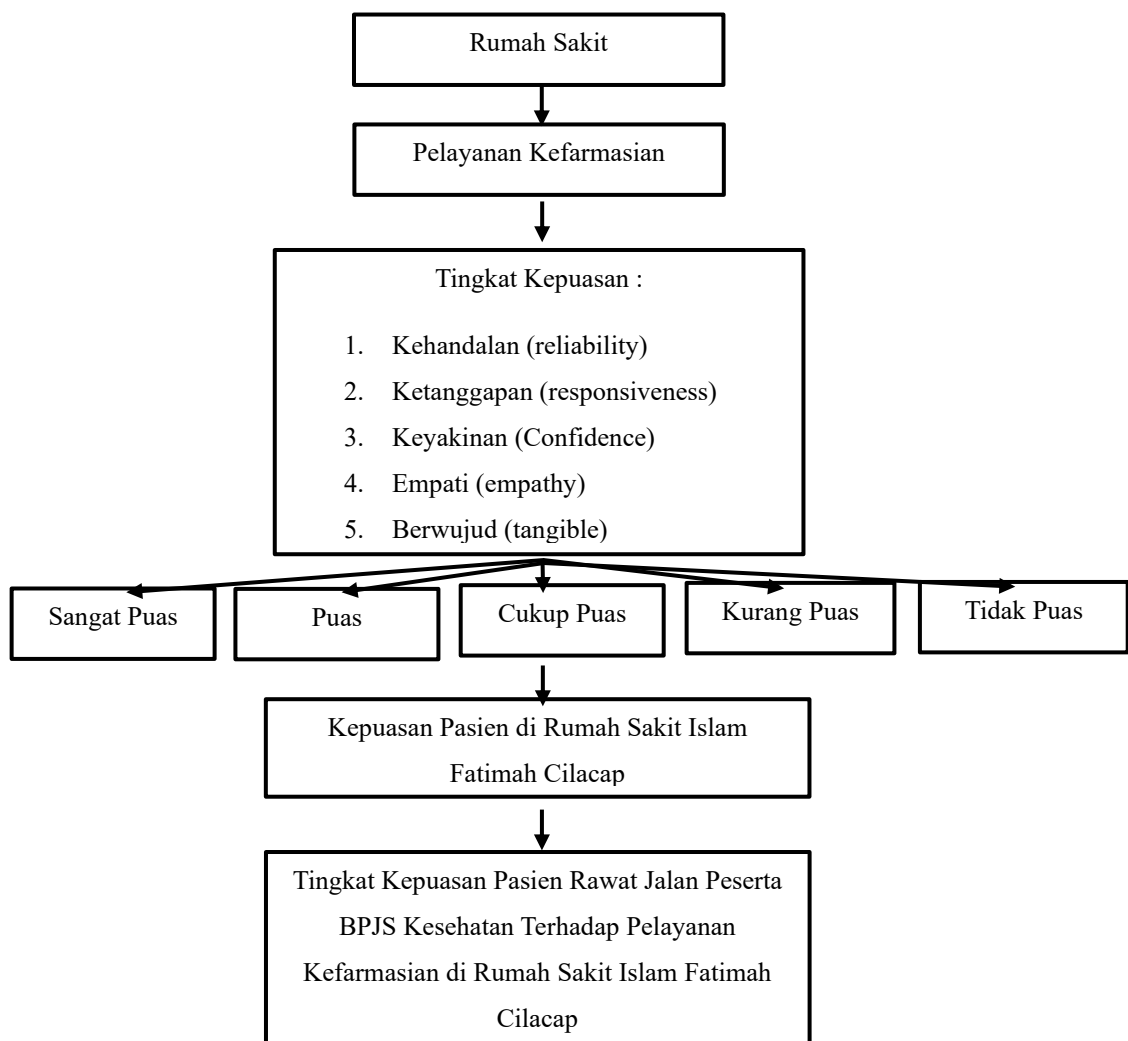 Rumah Sakit
Pelayanan Kefarmasian
Tingkat Kepuasan :
1. Kehandalan (reliability)
2. Ketanggapan (responsiveness)
3. Keyakinan (Confidence)
4. Empati (empathy)
5. Berwujud (tangible)
Sangat Puas
Puas
Cukup Puas
Kurang Puas
Tidak Puas
Kepuasan Pasien di Rumah Sakit Islam
Fatimah Cilacap
Tingkat Kepuasan Pasien Rawat Jalan Peserta
BPJS Kesehatan Terhadap Pelayanan
Kefarmasian di Rumah Sakit Islam Fatimah
Cilacap